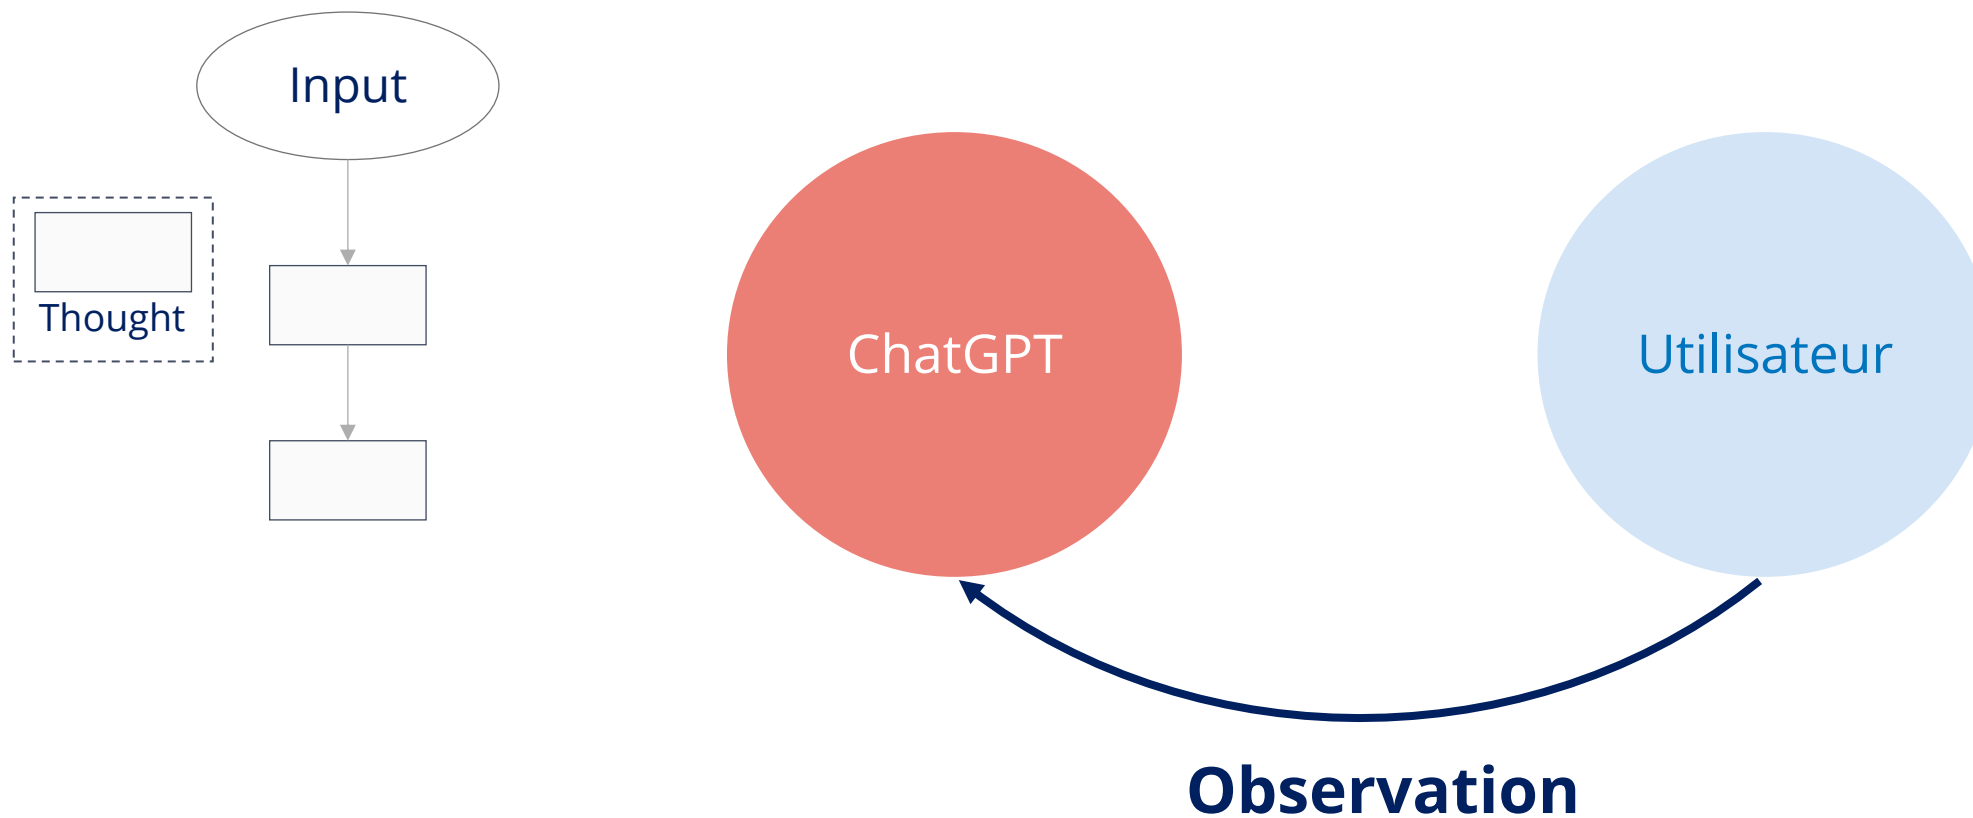 Input
Thought
ChatGPT
Utilisateur
Observation